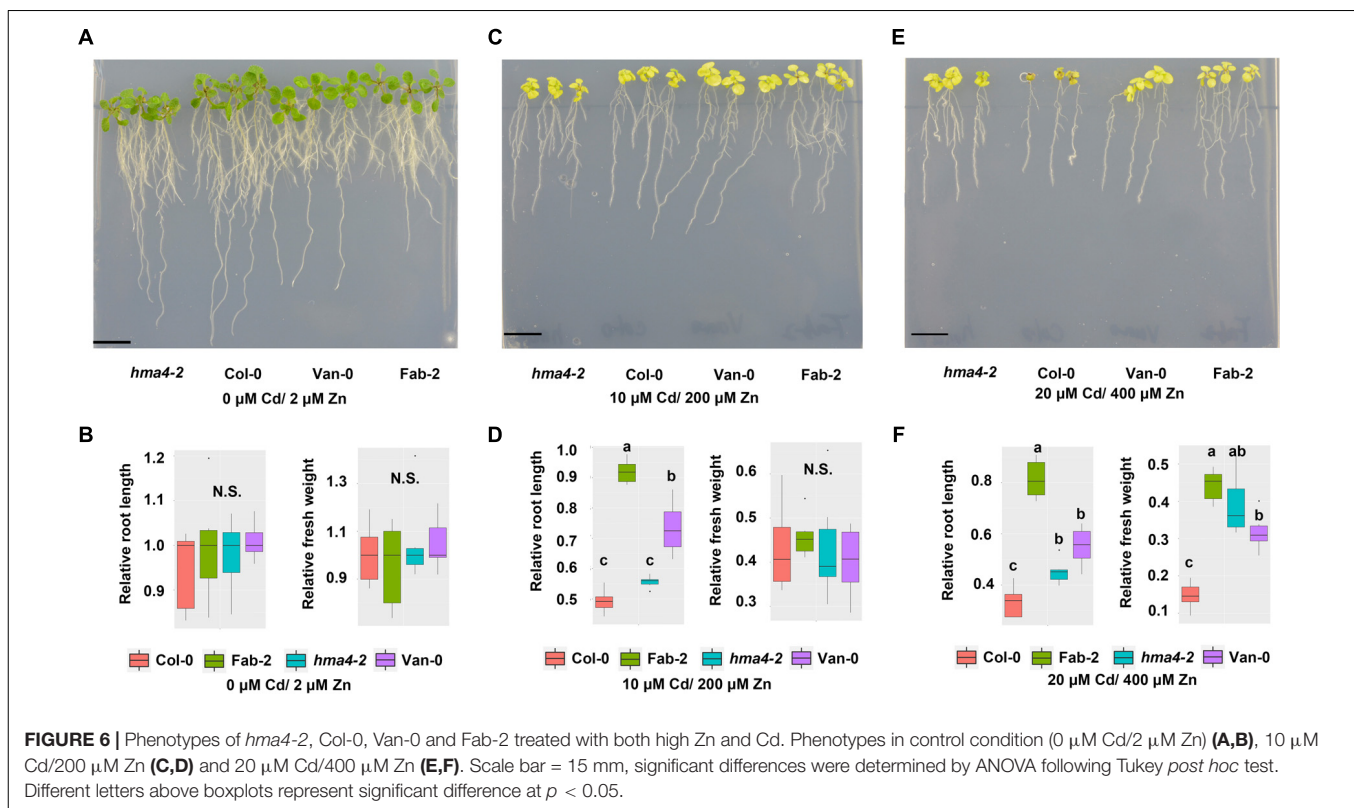 A
C
E
hma4-2 Col-0 Van-0 Fab-2
0 µM Cd/ 2 µM Zn
hma4-2 Col-0 Van-0 Fab-2
10 µM Cd/ 200 µM Zn
hma4-2 Col-0 Van-0 Fab-2
20 µM Cd/ 400 µM Zn
B
Relative root length
1.2
1.1
1.0
0.9
N.S.
Relative fresh weight
1.3
1.1
0.9
N.S.
Col-0 Fab-2 hma4-2 Van-0
0 µM Cd/ 2 µM Zn
D
Relative root length
1.0
0.9
0.8
0.7
0.6
0.5
c a c b
Relative fresh weight
0.6
0.5
0.4
0.3
N.S.
Col-0 Fab-2 hma4-2 Van-0
10 µM Cd/ 200 µM Zn
F
Relative root length
0.8
0.6
0.4
c a b b
Relative fresh weight
0.5
0.4
0.3
0.2
0.1
c a ab b
Col-0 Fab-2 hma4-2 Van-0
20 µM Cd/ 400 µM Zn
FIGURE 6 | Phenotypes of hma4-2, Col-0, Van-0 and Fab-2 treated with both high Zn and Cd. Phenotypes in control condition (0 µM Cd/2 µM Zn) (A,B), 10 µM
Cd/200 µM Zn (C,D) and 20 µM Cd/400 µM Zn (E,F). Scale bar = 15 mm, significant differences were determined by ANOVA following Tukey post hoc test.
Different letters above boxplots represent significant difference at p < 0.05.